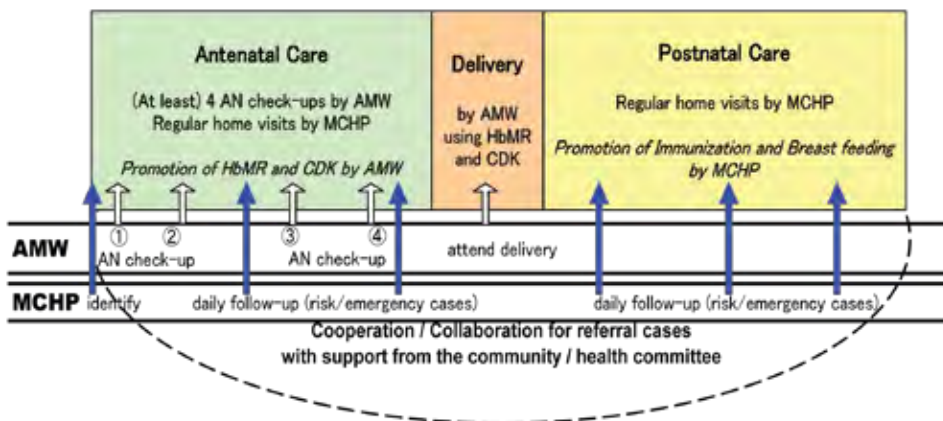 Antenatal Care
(At least) 4 AN check-ups by AMW
Regular home visits by MCHP
Promotion of HbMR and CDK by AMW
Delivery
by AMW
using HbMR
and CDK
Postnatal Care
Regular home visits by MCHP
Promotion of Immunization and Breast feeding
by MCHP
AMW
① ② ③ ④
AN check-up AN check-up
attend delivery
MCHP identify daily follow-up (risk/emergency cases) daily follow-up (risk/emergency cases)
Cooperation / Collaboration for referral cases
with support from the community / health committee